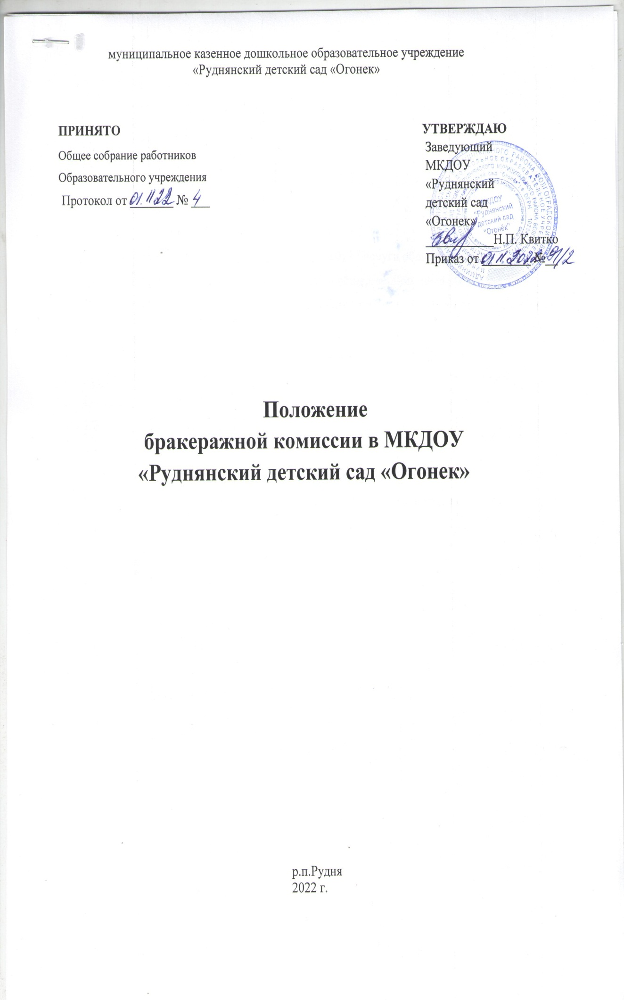 муниципальное казенное дошкольное образовательное учреждение
«Руднянский детский сад «Огонек»
ПРИНЯТО
Общее собрание работников
Образовательного учреждения
Протокол от 01.11.22 № 4
УТВЕРЖДАЮ
Заведующий
МКДОУ
«Руднянский
детский сад
«Огонек»
Н.П. Квитко
Приказ от 01 11 2022 № 91/2
МКДОУ
"Руднянский
детский сад
"Огонёк"
Положение
бракеражной комиссии в МКДОУ
«Руднянский детский сад «Огонек»
р.п.Рудня
2022 г.